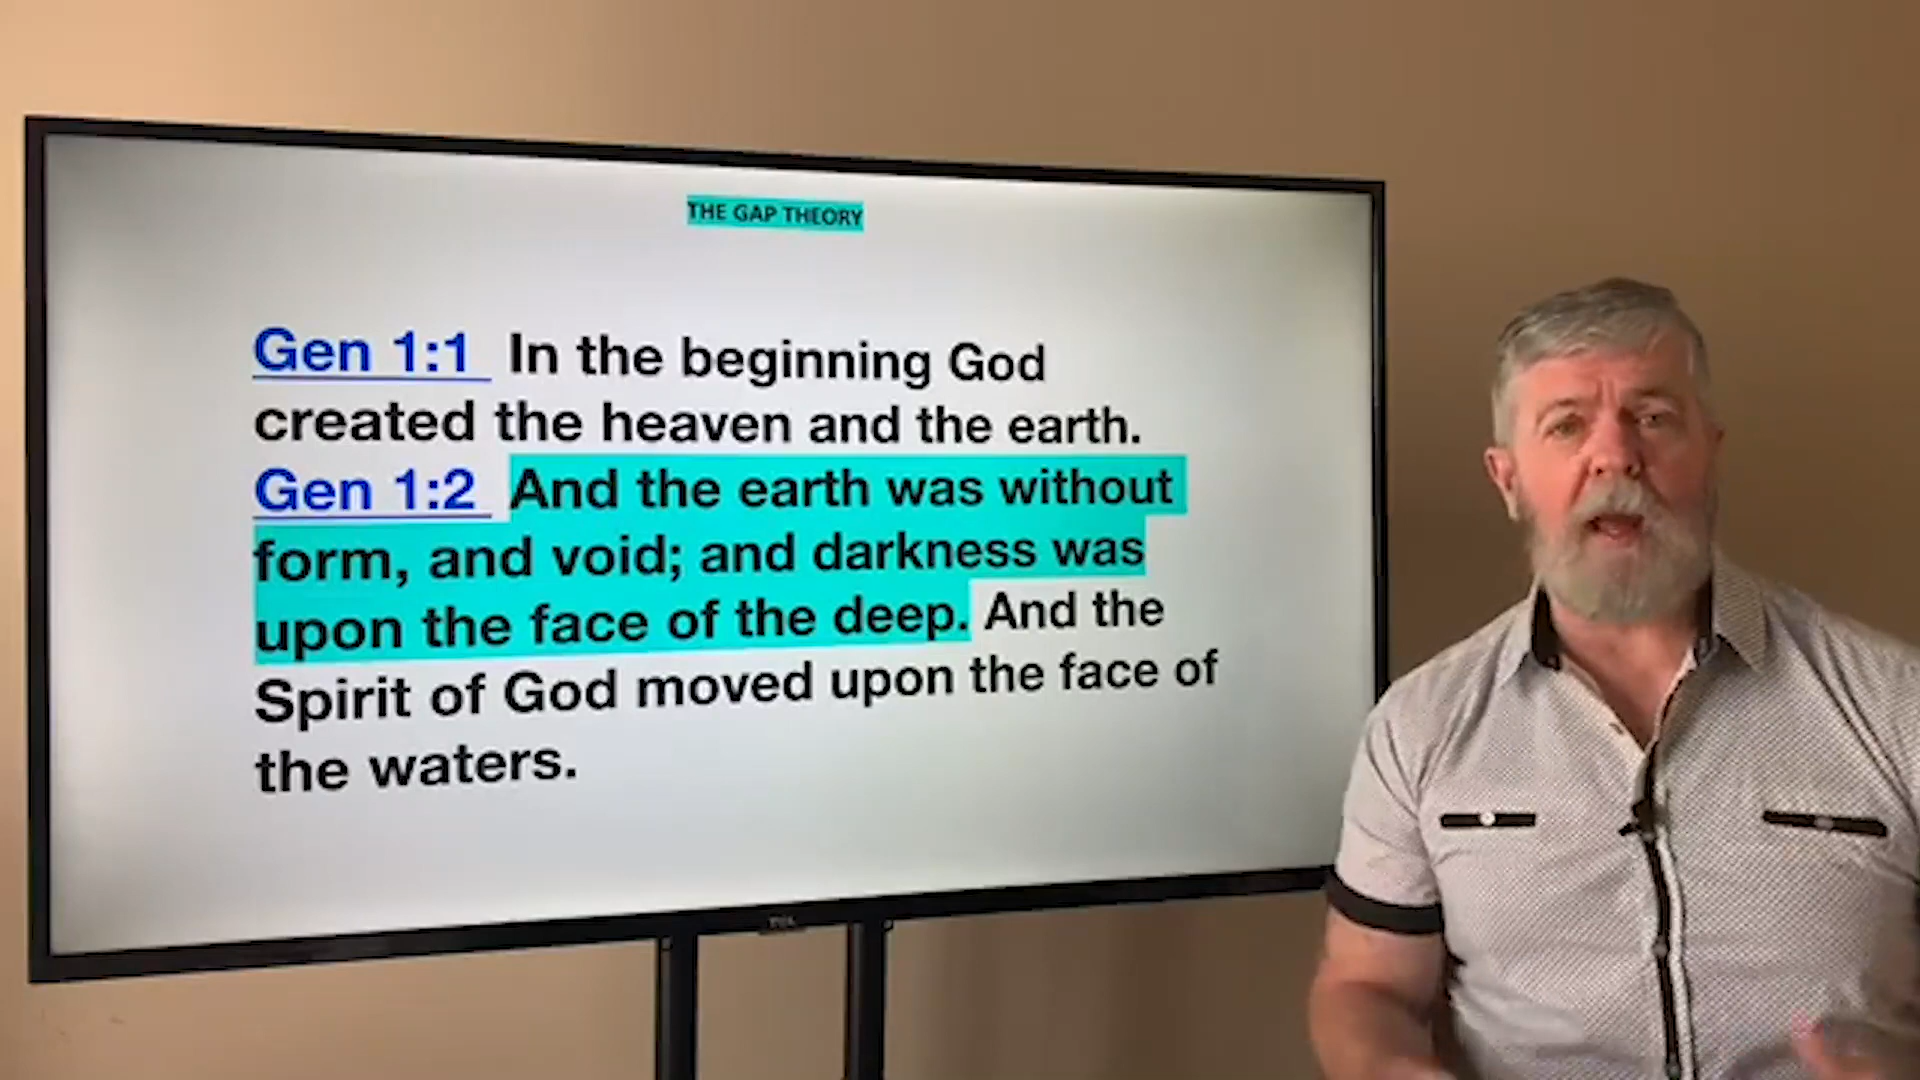 THE GAP THEORY
Gen 1:1 In the beginning God
created the heaven and the earth.
Gen 1:2 And the earth was without
form, and void; and darkness was
upon the face of the deep. And the
Spirit of God moved upon the face of
the waters.
TCL